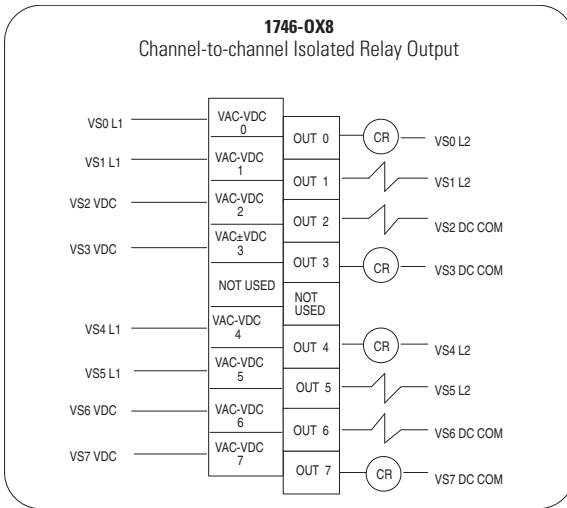 1746-OX8
Channel-to-channel Isolated Relay Output
VS0 L1
VAC-VDC
0
OUT 0
CR
VS0 L2
VS1 L1
VAC-VDC
1
OUT 1
VS1 L2
VS2 VDC
VAC-VDC
2
OUT 2
VS2 DC COM
VS3 VDC
VAC±VDC
3
OUT 3
CR
VS3 DC COM
NOT USED
NOT
USED
VS4 L1
VAC-VDC
4
OUT 4
CR
VS4 L2
VS5 L1
VAC-VDC
5
OUT 5
VS5 L2
VS6 VDC
VAC-VDC
6
OUT 6
VS6 DC COM
VS7 VDC
VAC-VDC
7
OUT 7
CR
VS7 DC COM